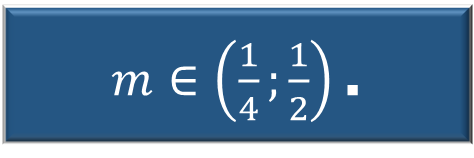 m ∈ (1/4 ; 1/2) .